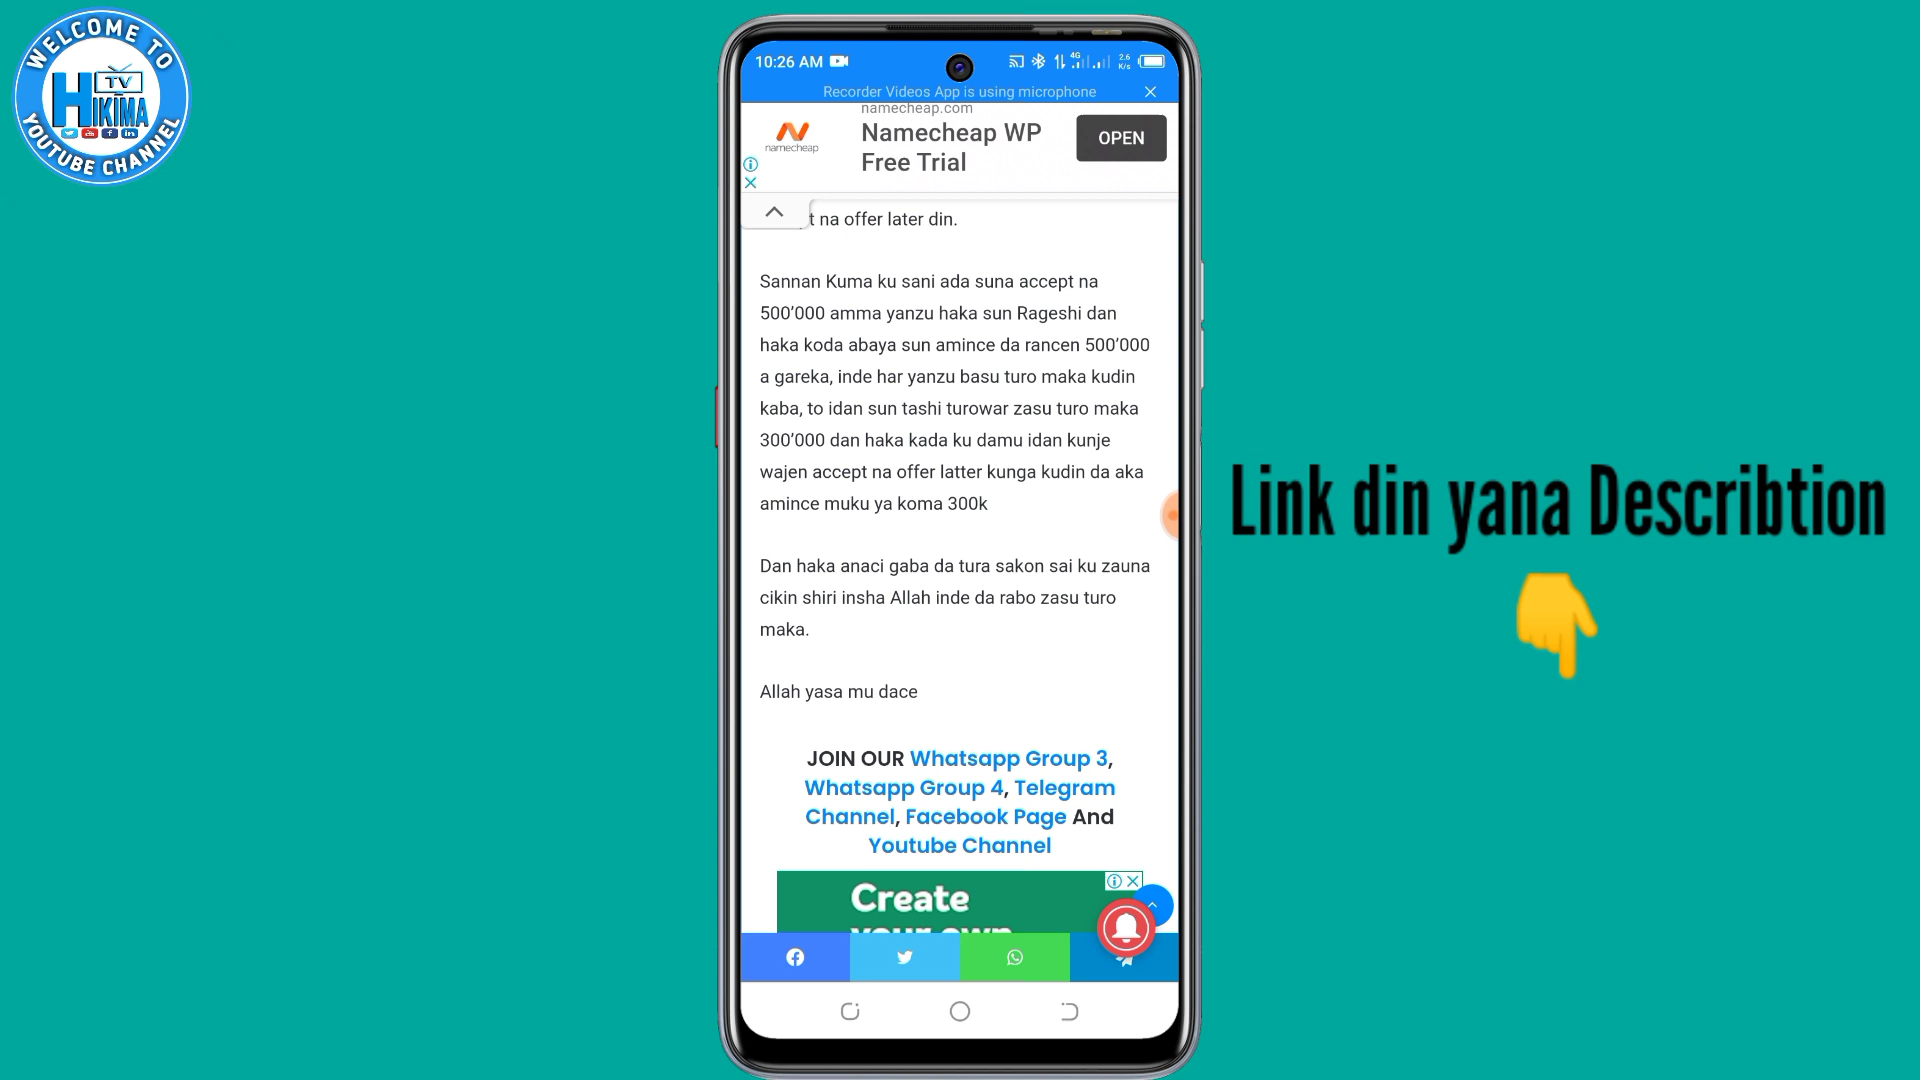 WELCOME TO
TV
HIKIMA
YOUTUBE CHANNEL
10:26 AM
4G
2.6
K/s
Recorder Videos App is using microphone
namecheap.com
Namecheap WP
Free Trial
namecheap
OPEN
t na offer later din.
Sannan Kuma ku sani ada suna accept na
500’000 amma yanzu haka sun Rageshi dan
haka koda abaya sun amince da rancen 500’000
a gareka, inde har yanzu basu turo maka kudin
kaba, to idan sun tashi turowar zasu turo maka
300’000 dan haka kada ku damu idan kunje
wajen accept na offer latter kunga kudin da aka
amince muku ya koma 300k
Dan haka anaci gaba da tura sakon sai ku zauna
cikin shiri insha Allah inde da rabo zasu turo
maka.
Allah yasa mu dace
JOIN OUR Whatsapp Group 3,
Whatsapp Group 4, Telegram
Channel, Facebook Page And
Youtube Channel
Create
your own
Link din yana Describtion